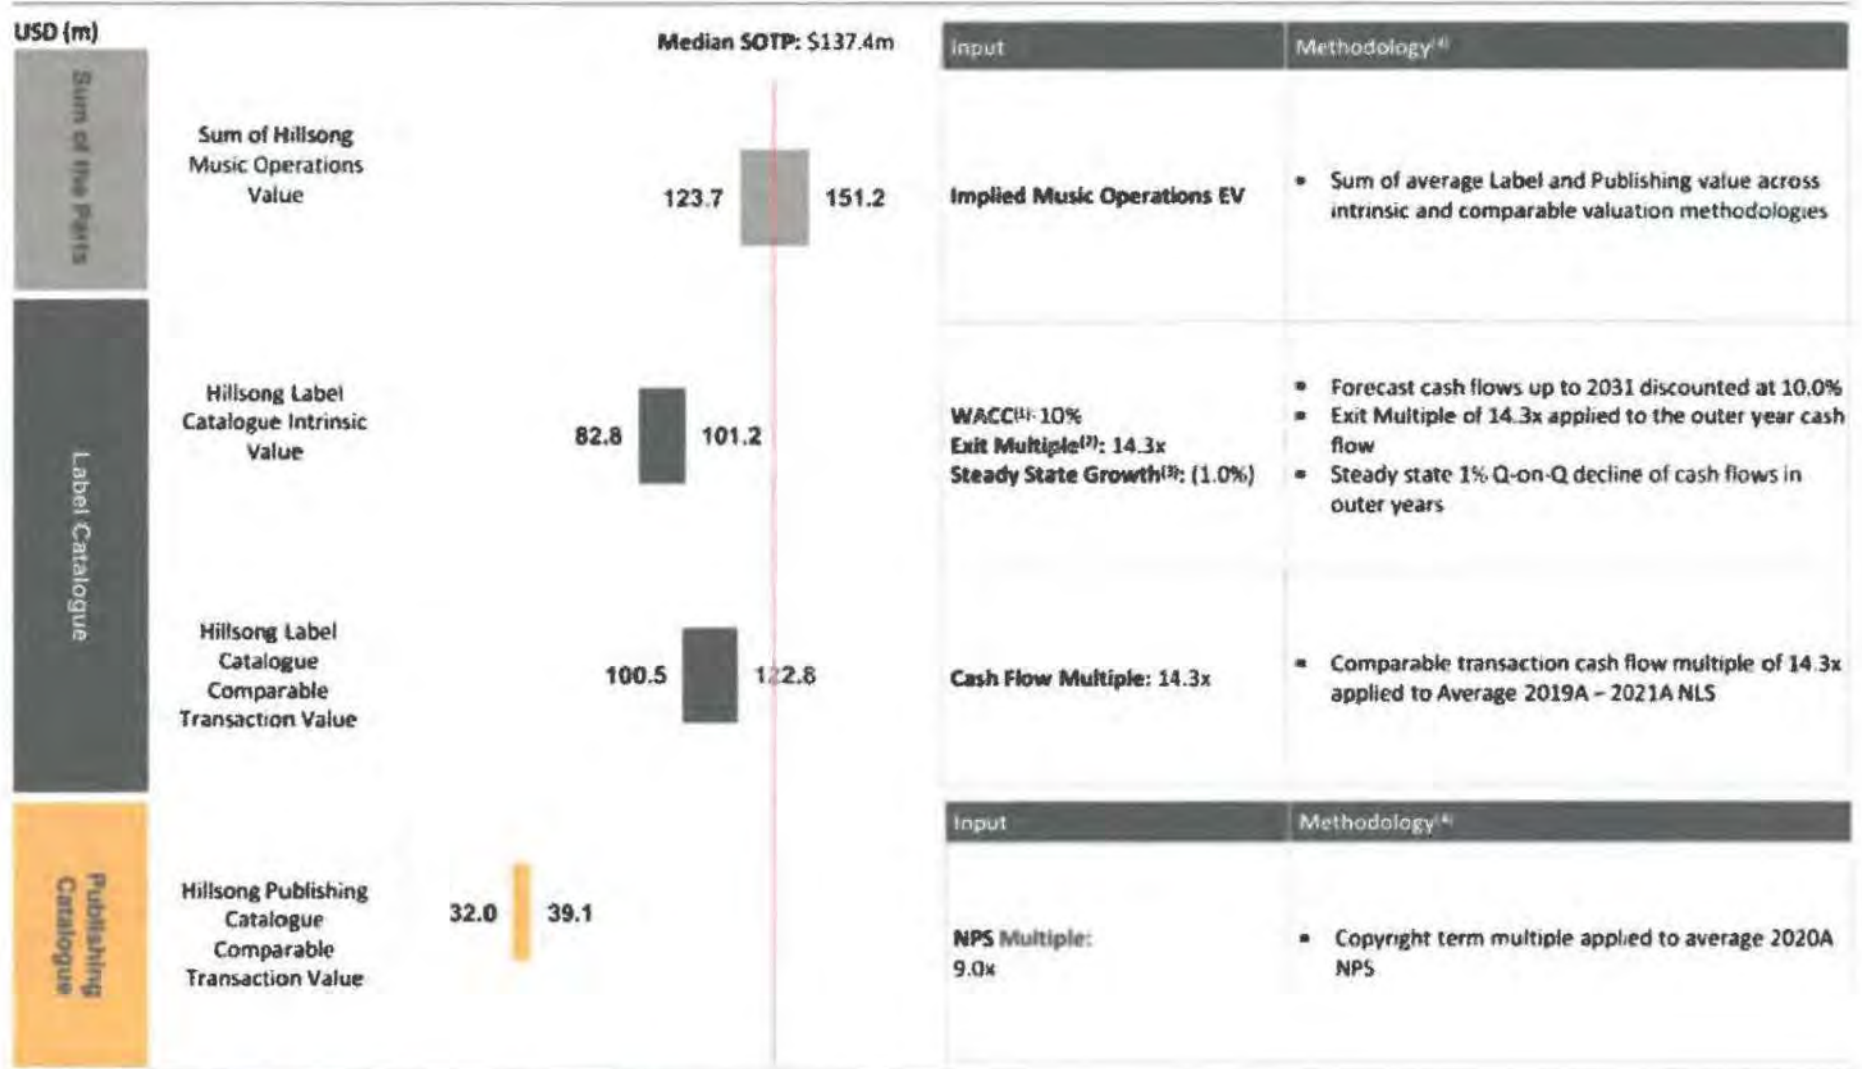 USD (m)
Median SOTP: $137.4m
Input
Methodology⁽⁴⁾
Sum of the Parts
Sum of Hillsong
Music Operations
Value
123.7
151.2
Implied Music Operations EV
• Sum of average Label and Publishing value across
intrinsic and comparable valuation methodologies
Label Catalogue
Hillsong Label
Catalogue Intrinsic
Value
82.8
101.2
WACC⁽¹⁾: 10%
Exit Multiple⁽²⁾: 14.3x
Steady State Growth⁽³⁾: (1.0%)
• Forecast cash flows up to 2031 discounted at 10.0%
• Exit Multiple of 14.3x applied to the outer year cash
flow
• Steady state 1% Q-on-Q decline of cash flows in
outer years
Hillsong Label
Catalogue
Comparable
Transaction Value
100.5
122.8
Cash Flow Multiple: 14.3x
• Comparable transaction cash flow multiple of 14.3x
applied to Average 2019A – 2021A NLS
Input
Methodology⁽⁴⁾
Publishing
Catalogue
Hillsong Publishing
Catalogue
Comparable
Transaction Value
32.0
39.1
NPS Multiple:
9.0x
• Copyright term multiple applied to average 2020A
NPS